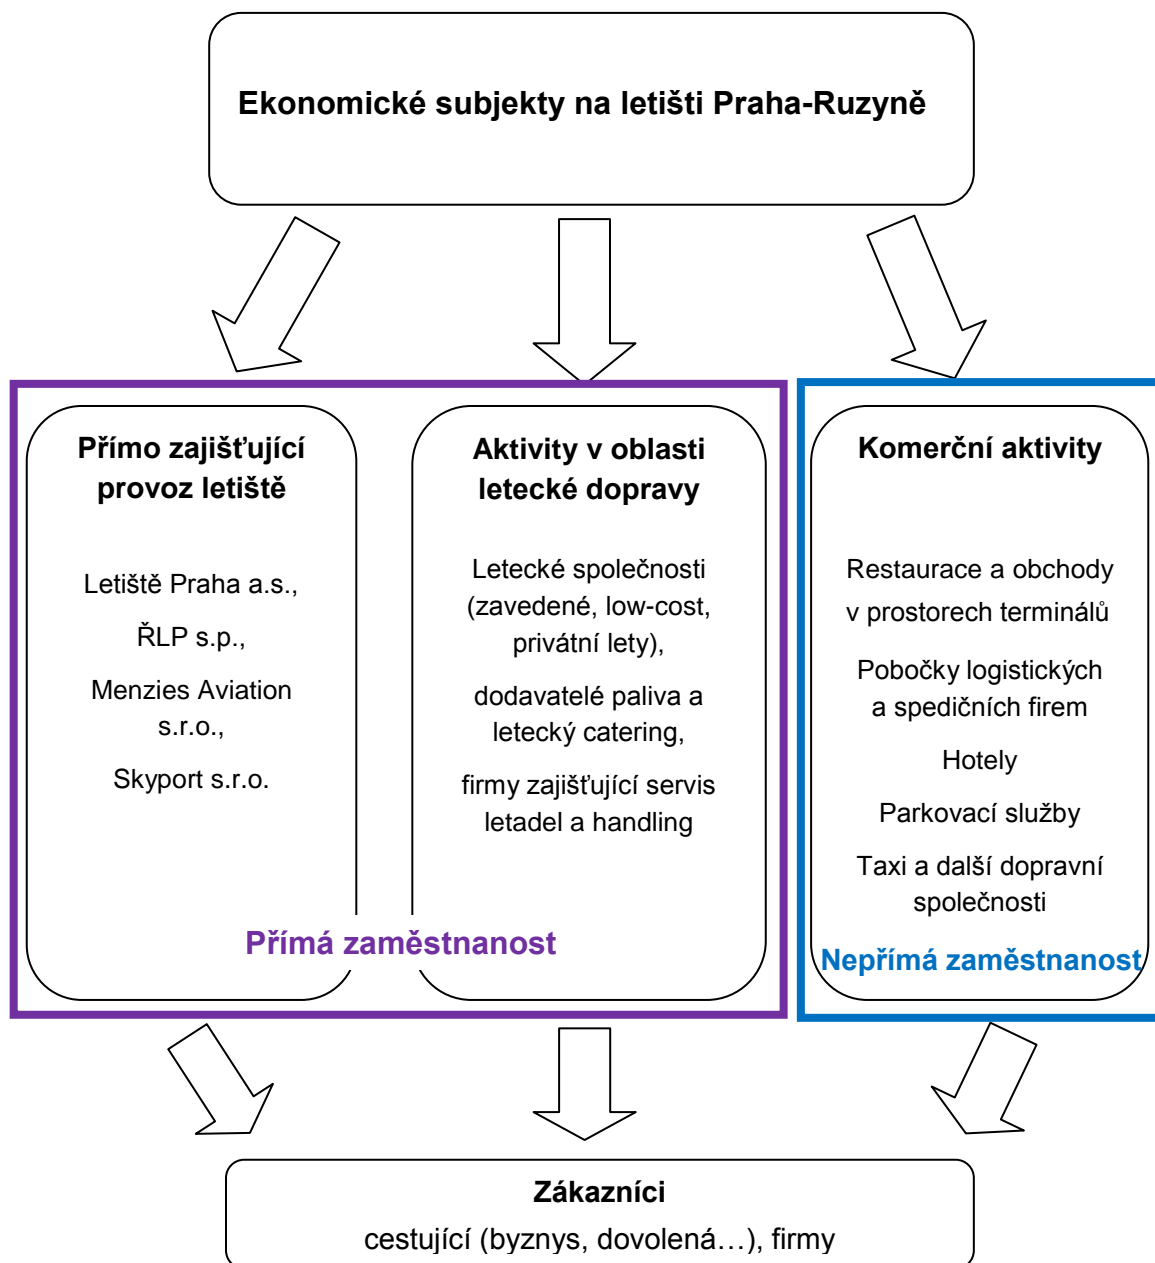 Ekonomické subjekty na letišti Praha-Ruzyně
Přímo zajišťující
provoz letiště
Letiště Praha a.s.,
ŘLP s.p.,
Menzies Aviation
s.r.o.,
Skyport s.r.o.
Aktivity v oblasti
letecké dopravy
Letecké společnosti
(zavedené, low-cost,
privátní lety),
dodavatelé paliva a
letecký catering,
firmy zajišťující servis
letadel a handling
Přímá zaměstnanost
Komerční aktivity
Restaurace a obchody
v prostorech terminálů
Pobočky logistických
a spedičních firem
Hotely
Parkovací služby
Taxi a další dopravní
společnosti
Nepřímá zaměstnanost
Zákazníci
cestující (byznys, dovolená…), firmy